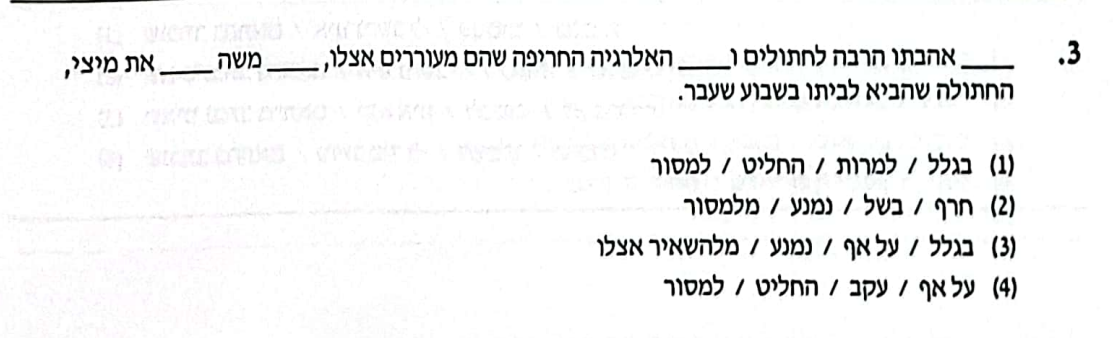 3. ____ אהבתו הרבה לחתולים ו____ האלרגיה החריפה שהם מעוררים אצלו, ____ משה ____ את מיצי,
החתולה שהביא לביתו בשבוע שעבר.
(1) בגלל / למרות / החליט / למסור
(2) חרף / בשל / נמנע / מלמסור
(3) בגלל / על אף / נמנע / מלהשאיר אצלו
(4) על אף / עקב / החליט / למסור